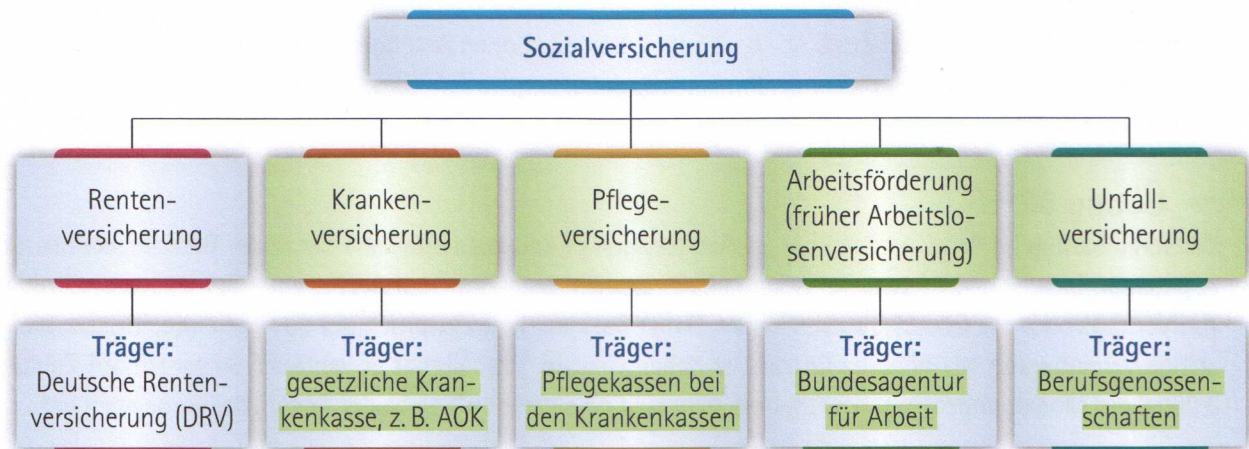 Sozialversicherung
Renten-
versicherung
Kranken-
versicherung
Pflege-
versicherung
Arbeitsförderung
(früher Arbeitslo-
senversicherung)
Unfall-
versicherung
Träger:
Deutsche Renten-
versicherung (DRV)
Träger:
gesetzliche Kran-
kenkasse, z. B. AOK
Träger:
Pflegekassen bei
den Krankenkassen
Träger:
Bundesagentur
für Arbeit
Träger:
Berufsgenossen-
schaften